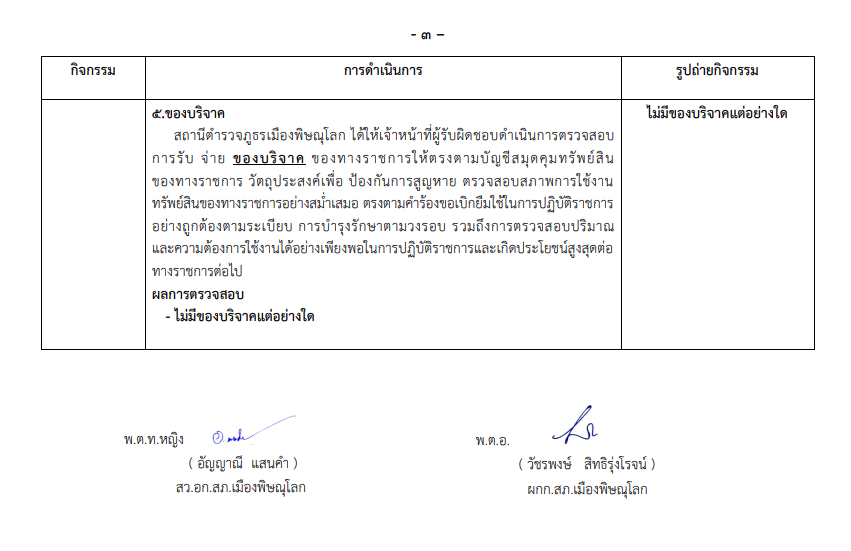 - ๓ –
กิจกรรม การดำเนินการ รูปถ่ายกิจกรรม
๕.ของบริจาค ไม่มีของบริจาคแต่อย่างใด
สถานีตำรวจภูธรเมืองพิษณุโลก ได้ให้เจ้าหน้าที่ผู้รับผิดชอบดำเนินการตรวจสอบ
การรับ จ่าย ของบริจาค ของทางราชการให้ตรงตามบัญชีสมุดคุมทรัพย์สิน
ของทางราชการ วัตถุประสงค์เพื่อ ป้องกันการสูญหาย ตรวจสอบสภาพการใช้งาน
ทรัพย์สินของทางราชการอย่างสม่ำเสมอ ตรงตามคำร้องขอเบิกยืมใช้ในการปฏิบัติราชการ
อย่างถูกต้องตามระเบียบ การบำรุงรักษาตามวงรอบ รวมถึงการตรวจสอบปริมาณ
และความต้องการใช้งานได้อย่างเพียงพอในการปฏิบัติราชการและเกิดประโยชน์สูงสุดต่อ
ทางราชการต่อไป
ผลการตรวจสอบ
- ไม่มีของบริจาคแต่อย่างใด
พ.ต.ท.หญิง พ.ต.อ.
( อัญญาณี แสนคำ ) ( วัชรพงษ์ สิทธิรุ่งโรจน์ )
สว.อก.สภ.เมืองพิษณุโลก ผกก.สภ.เมืองพิษณุโลก